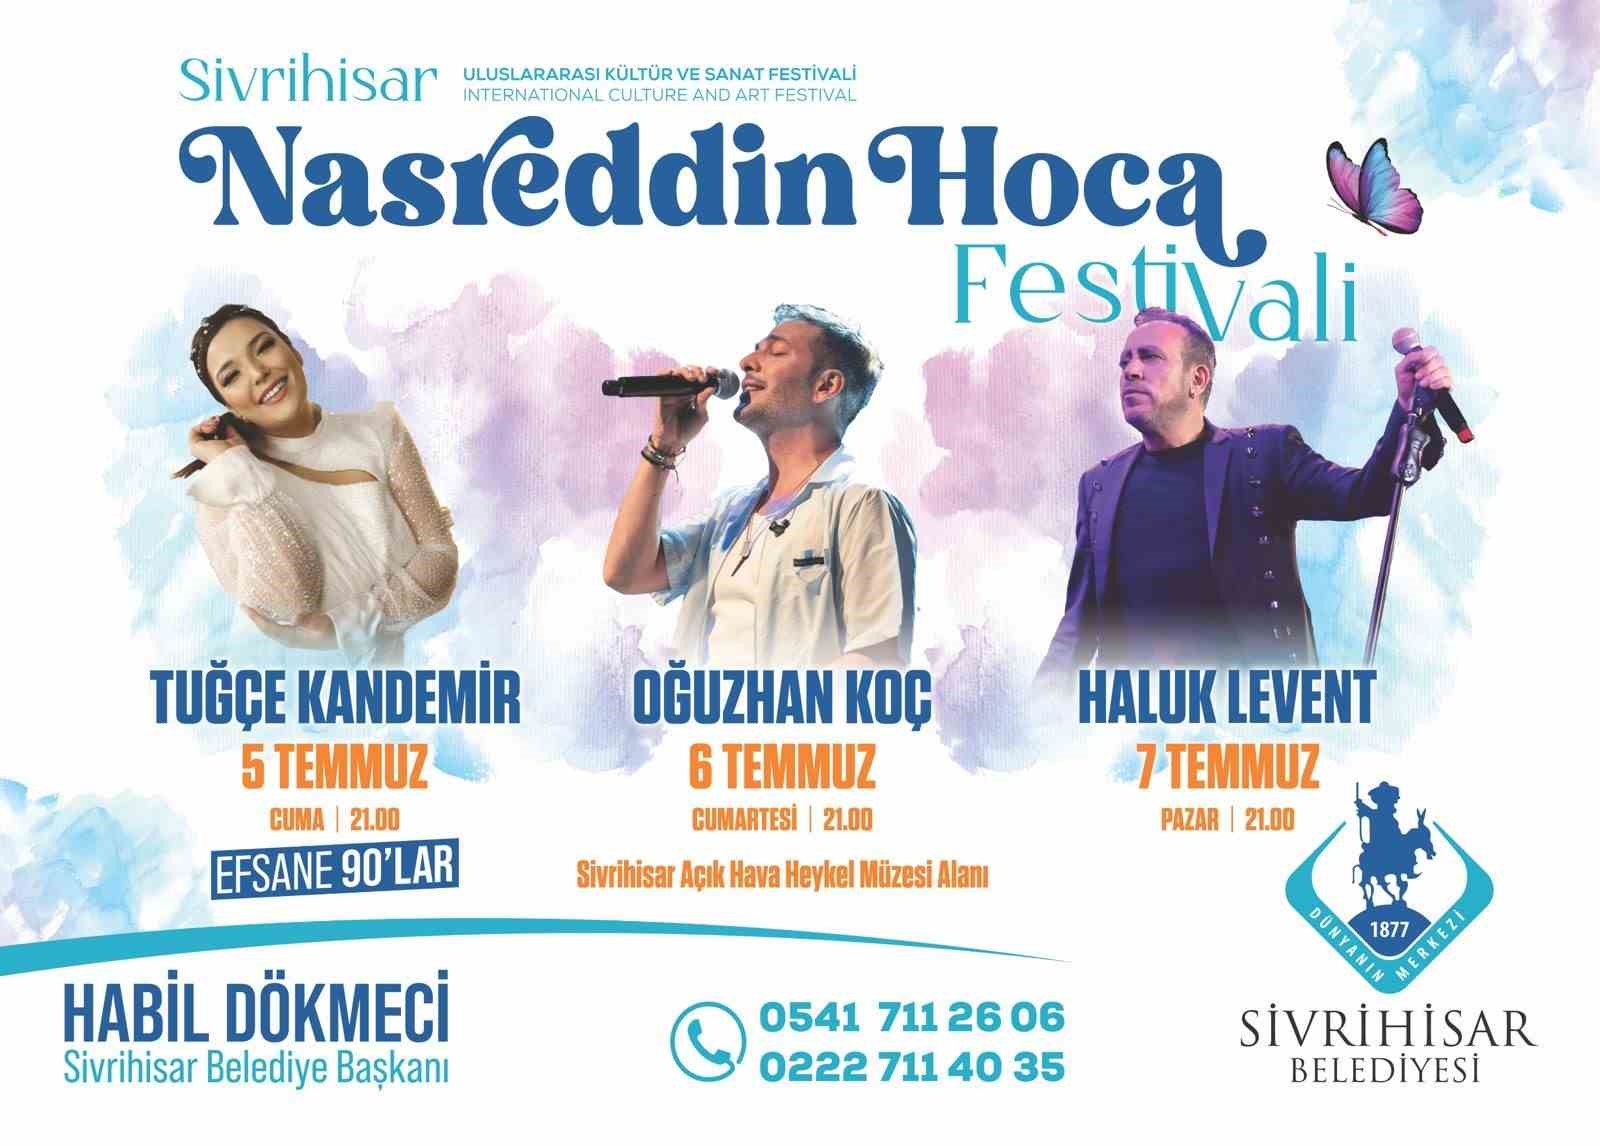 Sivrihisar
ULUSLARARASI KÜLTÜR VE SANAT FESTİVALİ
INTERNATIONAL CULTURE AND ART FESTIVAL
Nasreddin Hoca
Festivali
TUĞÇE KANDEMİR
5 TEMMUZ
CUMA | 21.00
EFSANE 90'LAR
OĞUZHAN KOÇ
6 TEMMUZ
CUMARTESİ | 21.00
Sivrihisar Açık Hava Heykel Müzesi Alanı
HALUK LEVENT
7 TEMMUZ
PAZAR | 21.00
1877
DÜNYANIN MERKEZİ
SİVRİHİSAR
BELEDİYESİ
HABİL DÖKMECİ
Sivrihisar Belediye Başkanı
0541 711 26 06
0222 711 40 35